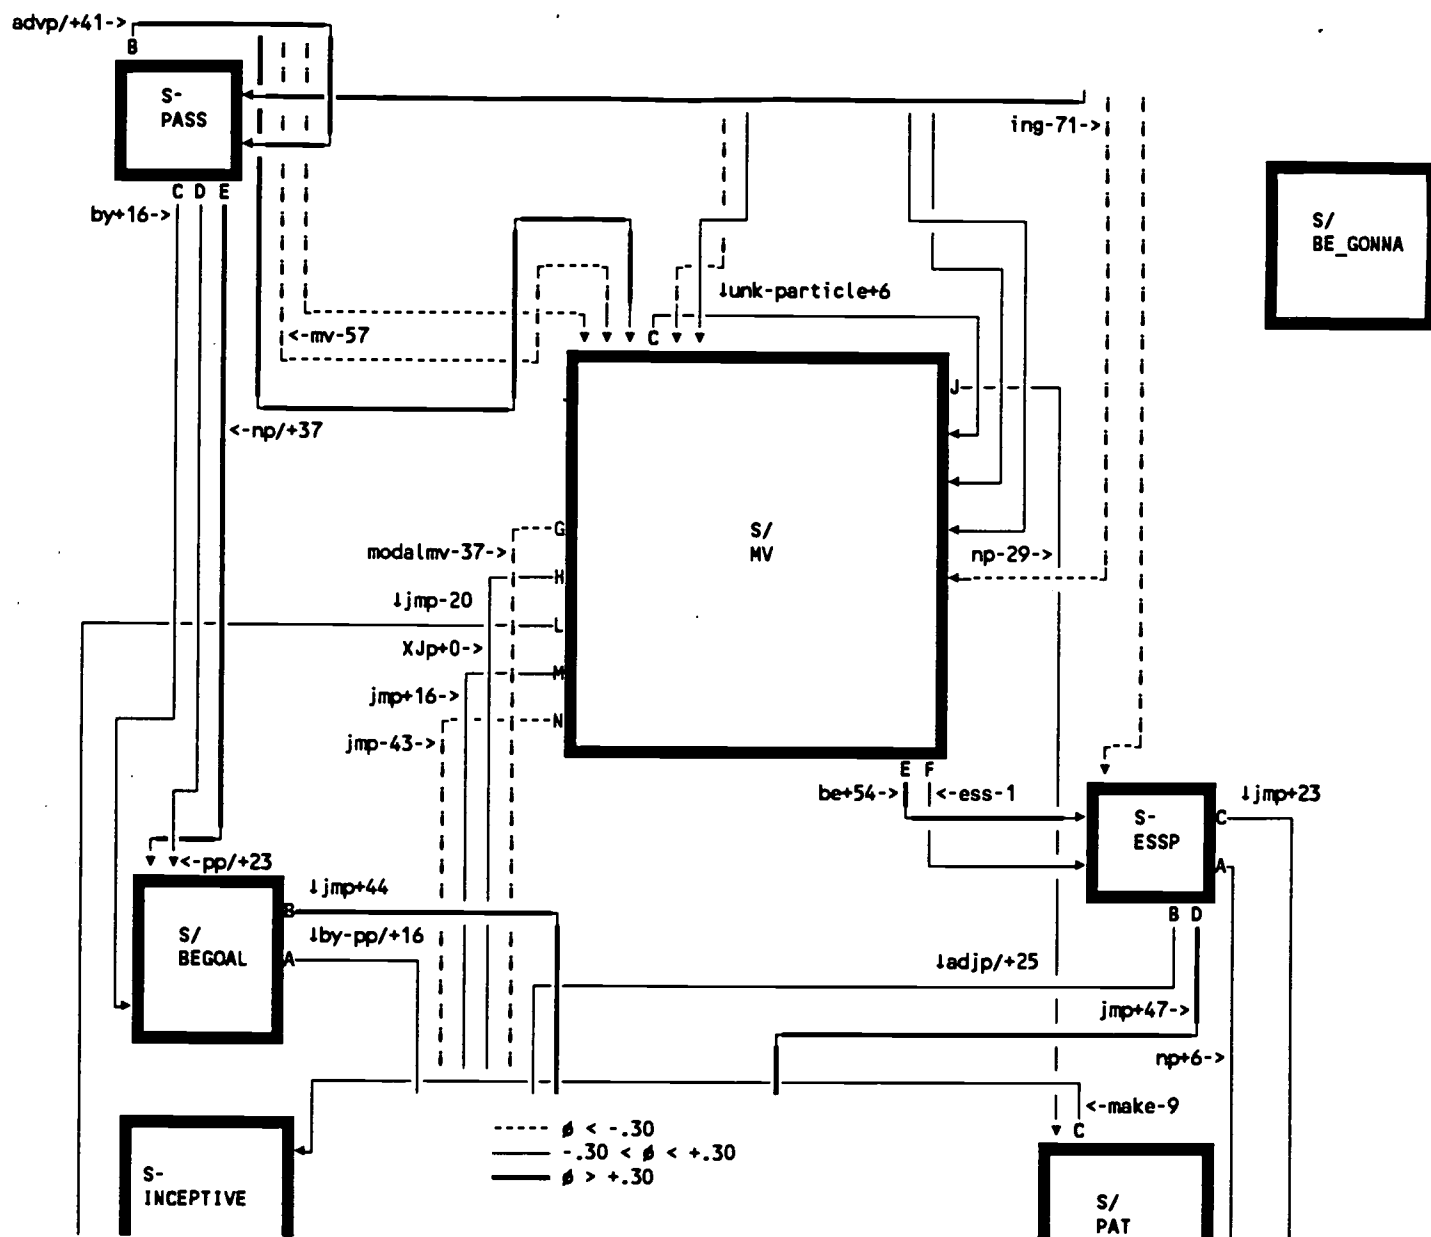 advp/+41->
B
S-
PASS
ing-71->
C D E
by+16->
S/
BE_GONNA
↓unk-particle+6
<-mv-57
C
J
<-np/+37
G
S/
MV
modalmv-37->
np-29->
H
↓jmp-20
L
XJp+0->
M
jmp+16->
N
jmp-43->
E F
be+54->
<-ess-1
↓jmp+23
S-
ESSP
C
<-pp/+23
A
↓jmp+44
B
B D
S/
BEGOAL
↓by-pp/+16
A
↓adjp/+25
jmp+47->
np+6->
<-make-9
ø < -.30
C
-.30 < ø < +.30
ø > +.30
S-
INCEPTIVE
S/
PAT